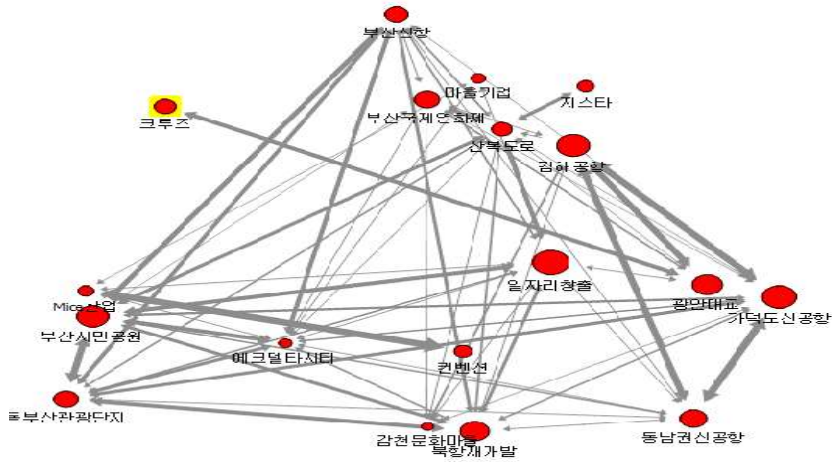 부산신항
마을기업
지스타
크루즈
부산국제영화제
산복도로
김해공항
일자리창출
Mice산업
광안대교
가덕도신공항
부산시민공원
에코델타시티
컨벤션
동부산관광단지
감천문화마을
북항재개발
동남권신공항